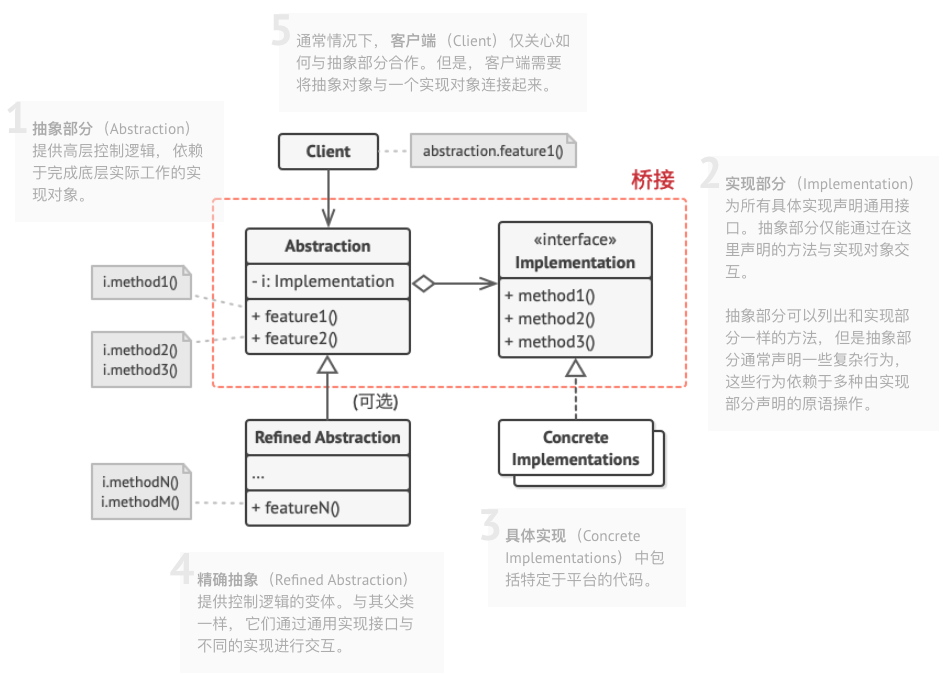 5
通常情况下， 客户端 （Client） 仅关心如
何与抽象部分合作。 但是， 客户端需要
将抽象对象与一个实现对象连接起来。
1
抽象部分 （Abstraction）
提供高层控制逻辑， 依赖
于完成底层实际工作的实
现对象。
Client
abstraction.feature1()
桥接
2
实现部分 （Implementation）
为所有具体实现声明通用接
口。 抽象部分仅能通过在这
里声明的方法与实现对象交
互。
抽象部分可以列出和实现部
分一样的方法， 但是抽象部
分通常声明一些复杂行为，
这些行为依赖于多种由实现
部分声明的原语操作。
Abstraction
- i: Implementation
+ feature1()
+ feature2()
«interface»
Implementation
+ method1()
+ method2()
+ method3()
i.method1()
i.method2()
i.method3()
(可选)
Refined Abstraction
...
+ featureN()
Concrete
Implementations
i.methodN()
i.methodM()
3
具体实现 （Concrete
Implementations） 中包
括特定于平台的代码。
4
精确抽象 （Refined Abstraction）
提供控制逻辑的变体。 与其父类
一样， 它们通过通用实现接口与
不同的实现进行交互。